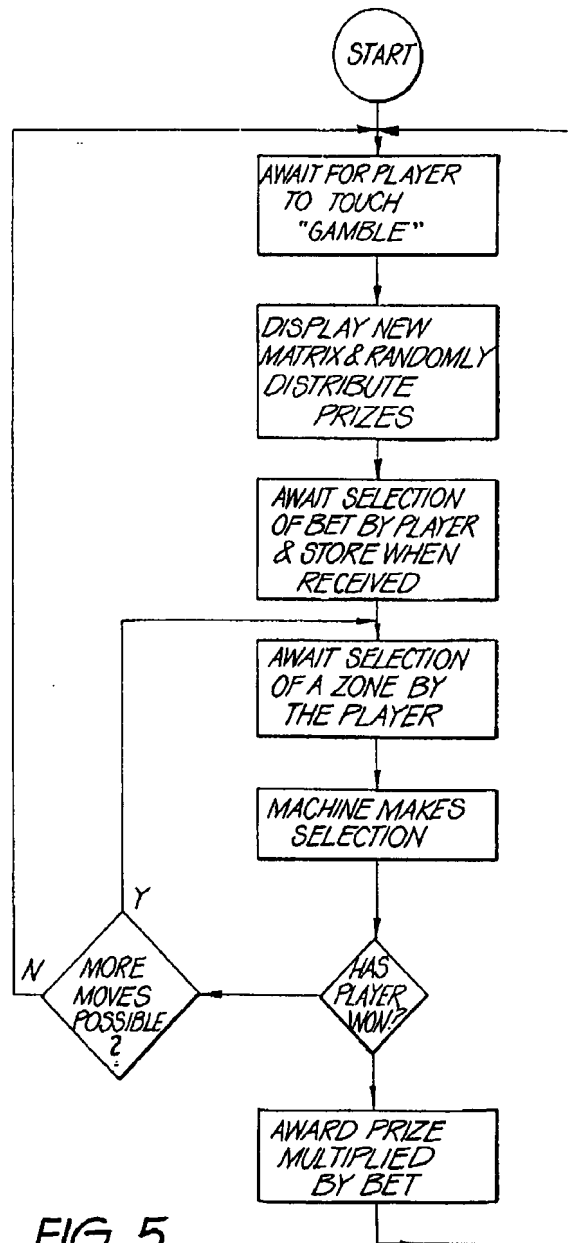 START
AWAIT FOR PLAYER
TO TOUCH
"GAMBLE"
DISPLAY NEW
MATRIX & RANDOMLY
DISTRIBUTE
PRIZES
AWAIT SELECTION
OF BET BY PLAYER
& STORE WHEN
RECEIVED
AWAIT SELECTION
OF A ZONE BY
THE PLAYER
MACHINE MAKES
SELECTION
Y
N
MORE
MOVES
POSSIBLE
?
HAS
PLAYER
WON?
AWARD PRIZE
MULTIPLIED
BY BET
FIG. 5